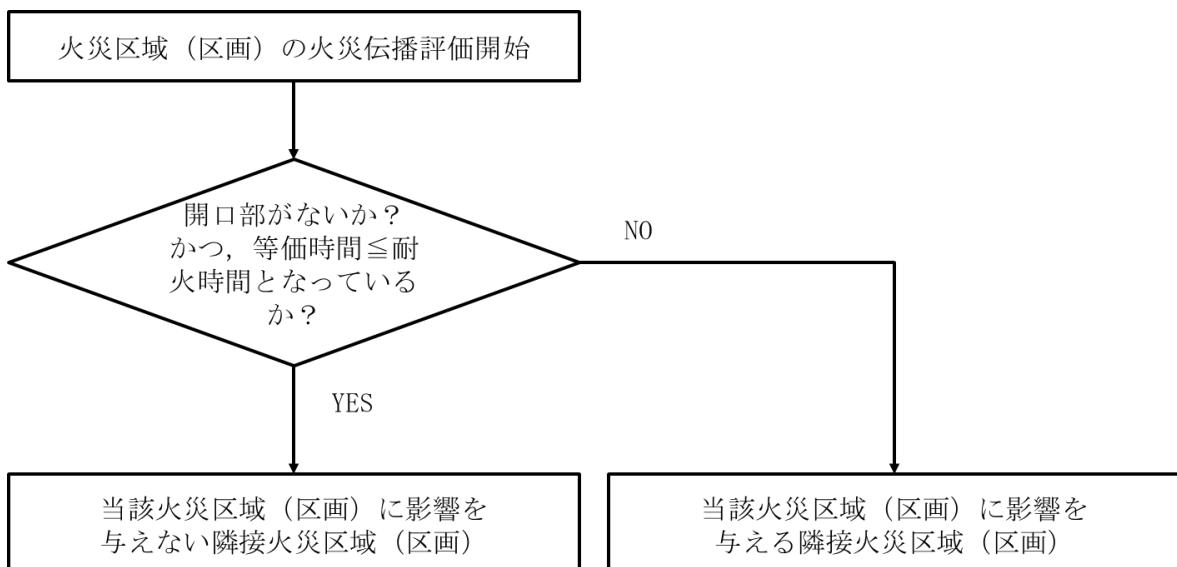 火災区域（区画）の火災伝播評価開始
開口部がないか？
かつ，等価時間≦耐
火時間となっている
か？
NO
YES
当該火災区域（区画）に影響を
与えない隣接火災区域（区画）
当該火災区域（区画）に影響を
与える隣接火災区域（区画）